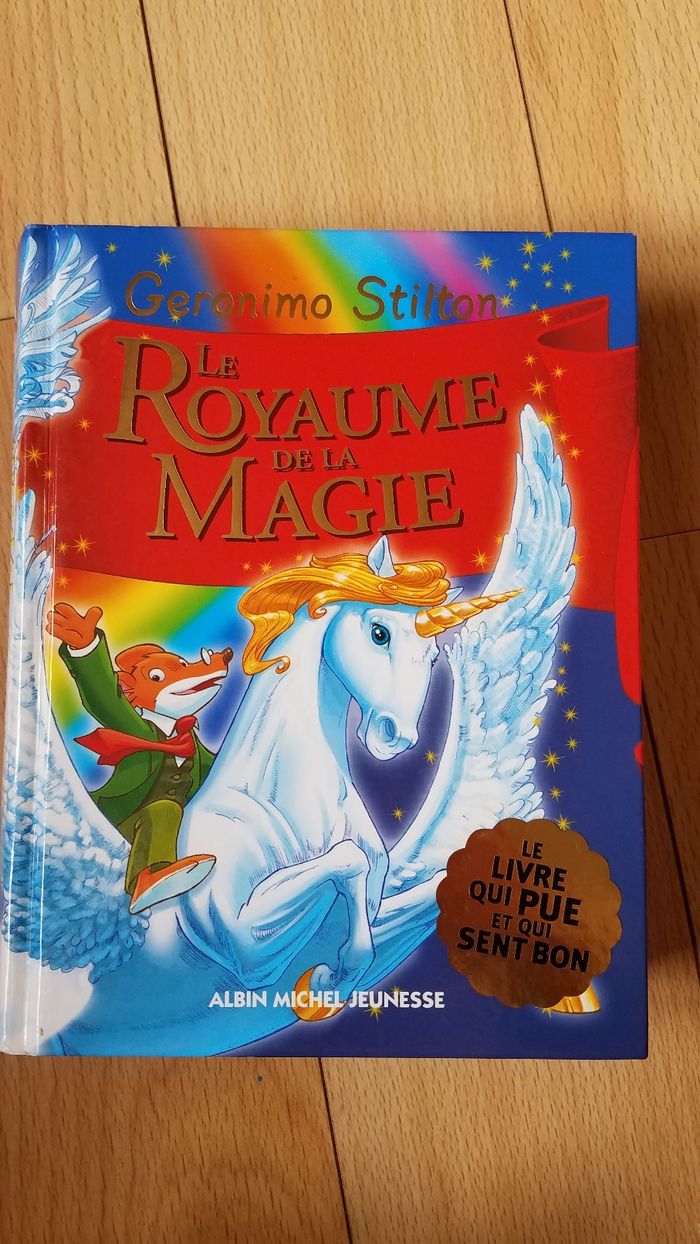 Geronimo Stilton
LE
ROYAUME
DE LA
MAGIE
LE
LIVRE
QUI PUE
ET QUI
SENT BON
ALBIN MICHEL JEUNESSE